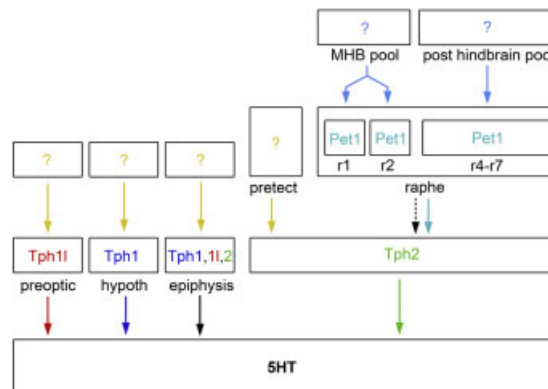 ? ?
MHB pool post hindbrain poo
? ? ? ? Pet1 Pet1 Pet1
r1 r2 r4-r7
pretect raphe
Tph1l Tph1 Tph1,1l,2 Tph2
preoptic hypoth epiphysis
5HT